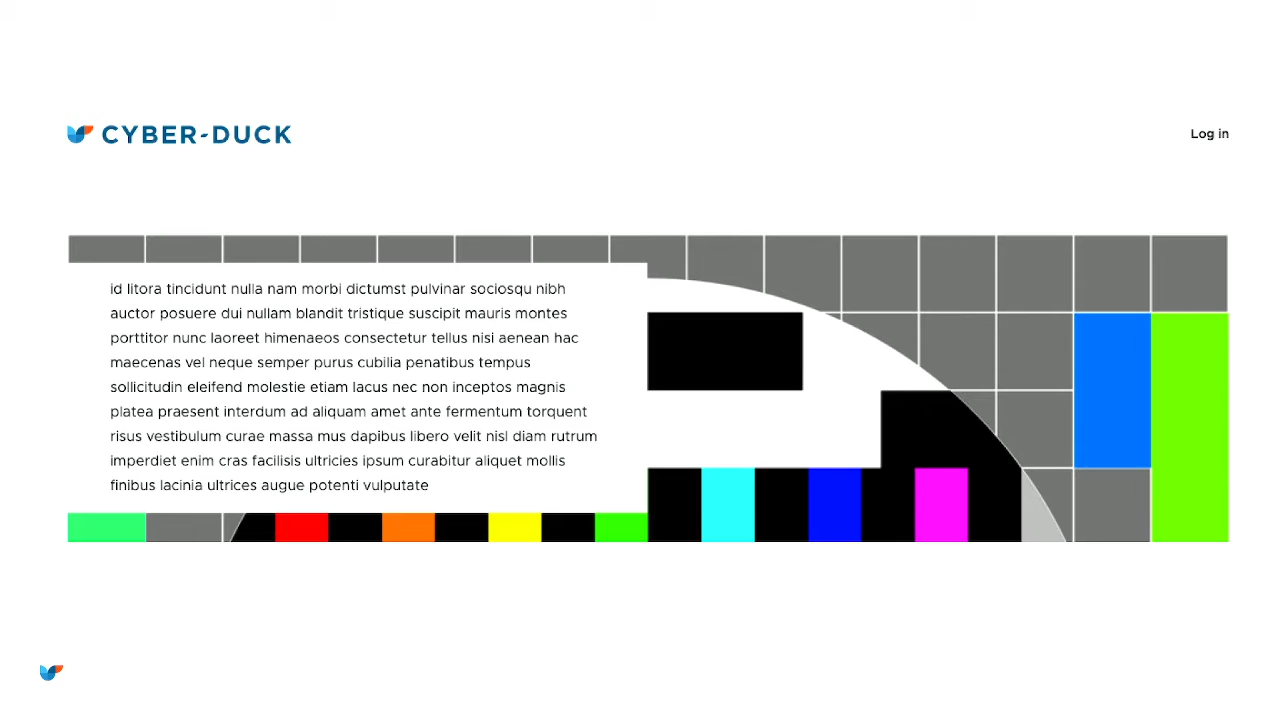 CYBER-DUCK
Log in
id litora tincidunt nulla nam morbi dictumst pulvinar sociosqu nibh
auctor posuere dui nullam blandit tristique suscipit mauris montes
porttitor nunc laoreet himenaeos consectetur tellus nisi aenean hac
maecenas vel neque semper purus cubilia penatibus tempus
sollicitudin eleifend molestie etiam lacus nec non inceptos magnis
platea praesent interdum ad aliquam amet ante fermentum torquent
risus vestibulum curae massa mus dapibus libero velit nisl diam rutrum
imperdiet enim cras facilisis ultricies ipsum curabitur aliquet mollis
finibus lacinia ultrices augue potenti vulputate